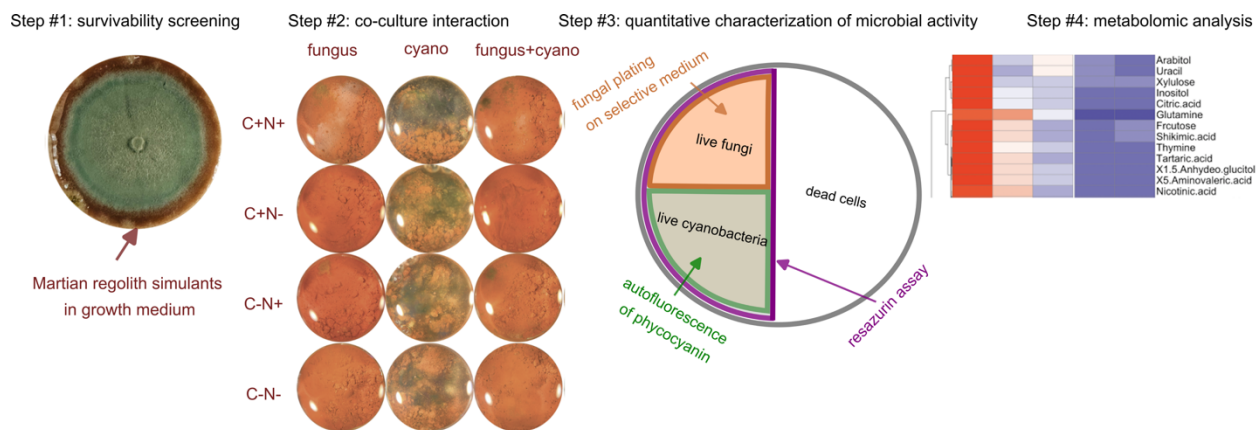 Step #1: survivability screening
Martian regolith simulants
in growth medium
Step #2: co-culture interaction
fungus
cyano
fungus+cyano
C+N+
C+N-
C-N+
C-N-
Step #3: quantitative characterization of microbial activity
fungal plating
on selective medium
live fungi
live cyanobacteria
dead cells
autofluorescence
of phycocyanin
resazurin assay
Step #4: metabolomic analysis
Arabitol
Uracil
Xylulose
Inositol
Citric.acid
Glutamine
Frcutose
Shikimic.acid
Thymine
Tartaric.acid
X1.5.Anhydeo.glucitol
X5.Aminovaleric.acid
Nicotinic.acid